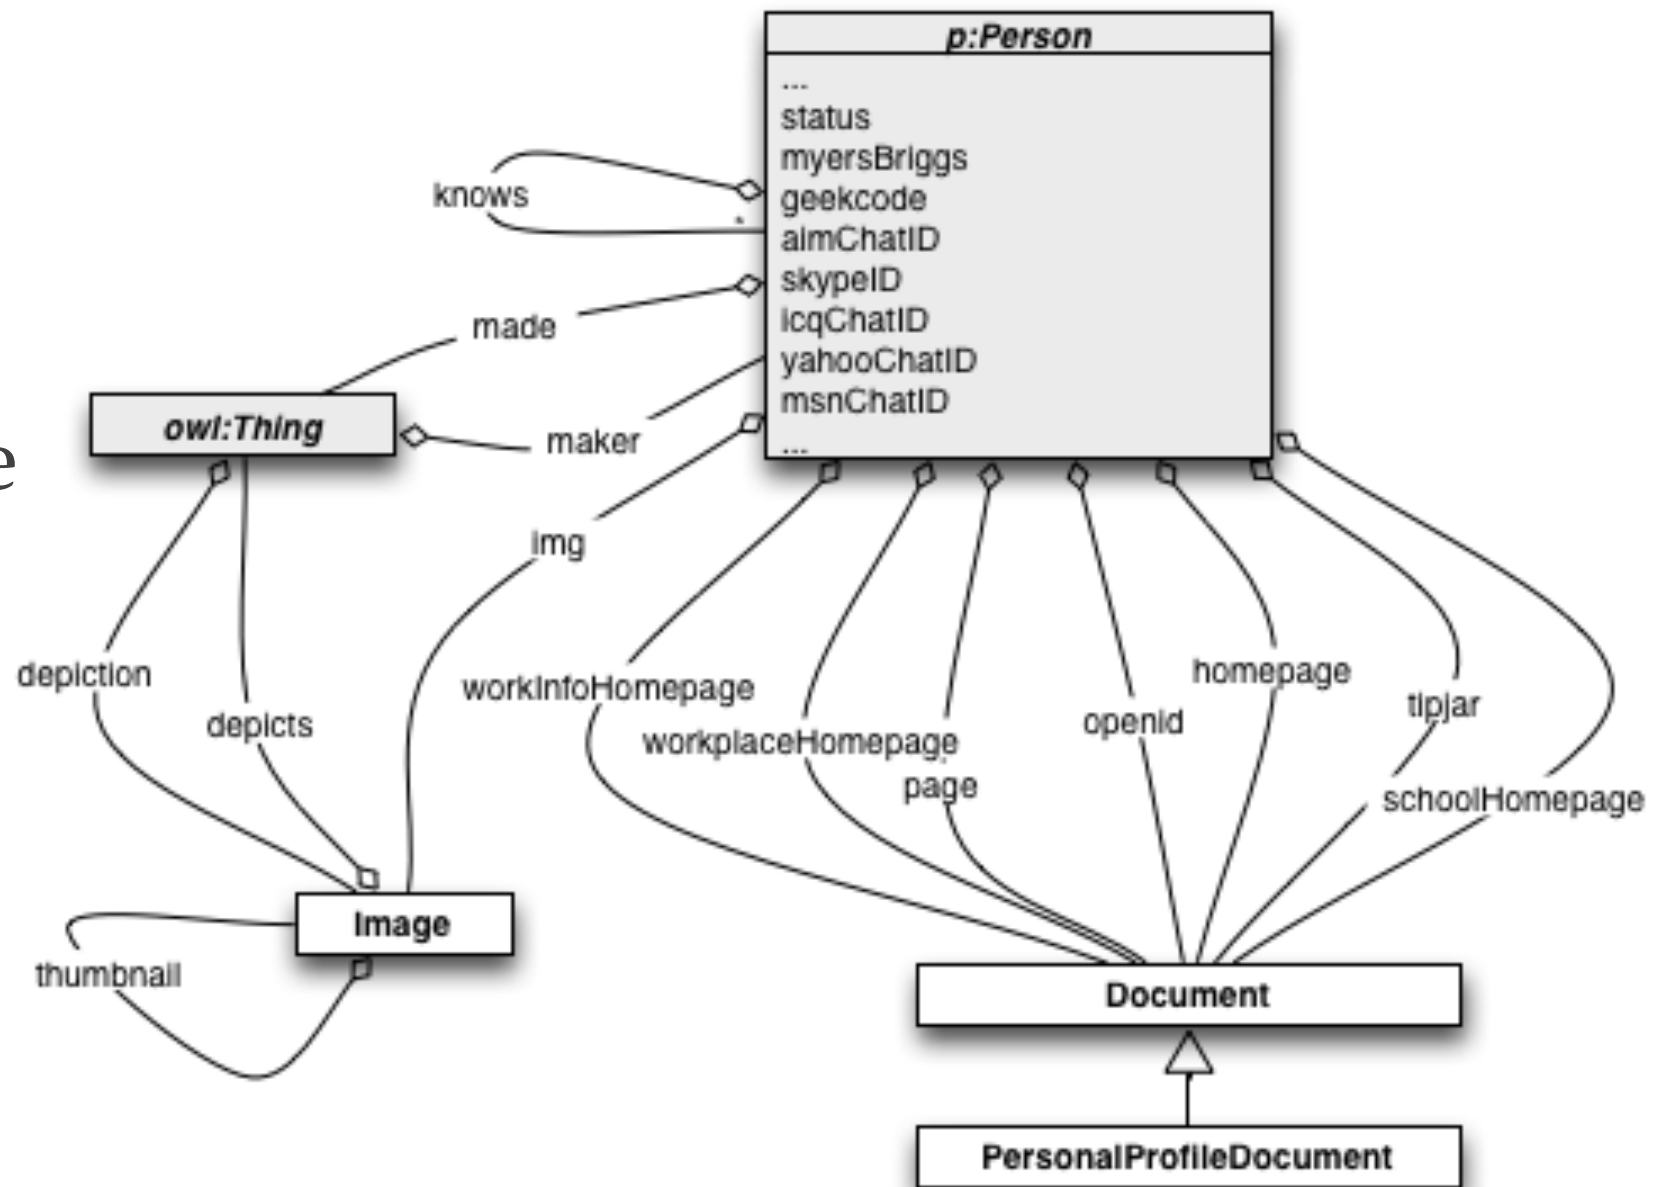 p:Person
...
status
myersBriggs
geekcode
aimChatID
skypeID
icqChatID
yahooChatID
msnChatID
...
knows
*
made
owl:Thing
maker
e
img
depiction
depicts
workInfoHomepage
workplaceHomepage
page
openid
homepage
tipjar
schoolHomepage
Image
thumbnail
Document
PersonalProfileDocument